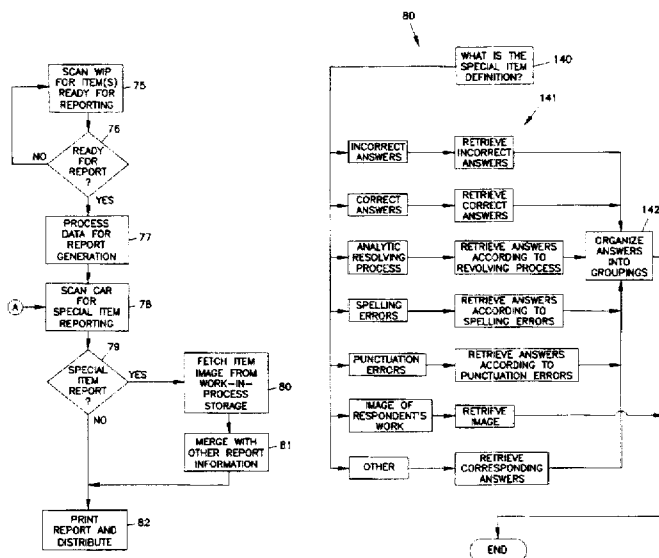 SCAN WIP
FOR ITEM(S)
READY FOR
REPORTING
75
76
READY
FOR
REPORT
?
NO
YES
PROCESS
DATA FOR
REPORT
GENERATION
77
A
SCAN CAR
FOR
SPECIAL ITEM
REPORTING
78
79
SPECIAL
ITEM
REPORT
?
YES
NO
FETCH ITEM
IMAGE FROM
WORK-IN-
PROCESS
STORAGE
80
MERGE WITH
OTHER REPORT
INFORMATION
81
PRINT
REPORT AND
DISTRIBUTE
82
80
WHAT IS THE
SPECIAL ITEM
DEFINITION?
140
141
INCORRECT
ANSWERS
RETRIEVE
INCORRECT
ANSWERS
CORRECT
ANSWERS
RETRIEVE
CORRECT
ANSWERS
ANALYTIC
RESOLVING
PROCESS
RETRIEVE ANSWERS
ACCORDING TO
REVOLVING PROCESS
142
ORGANIZE
ANSWERS
INTO
GROUPINGS
SPELLING
ERRORS
RETRIEVE ANSWERS
ACCORDING TO
SPELLING ERRORS
PUNCTUATION
ERRORS
RETRIEVE ANSWERS
ACCORDING TO
PUNCTUATION ERRORS
IMAGE OF
RESPONDENT'S
WORK
RETRIEVE
IMAGE
OTHER
RETRIEVE
CORRESPONDING
ANSWERS
END